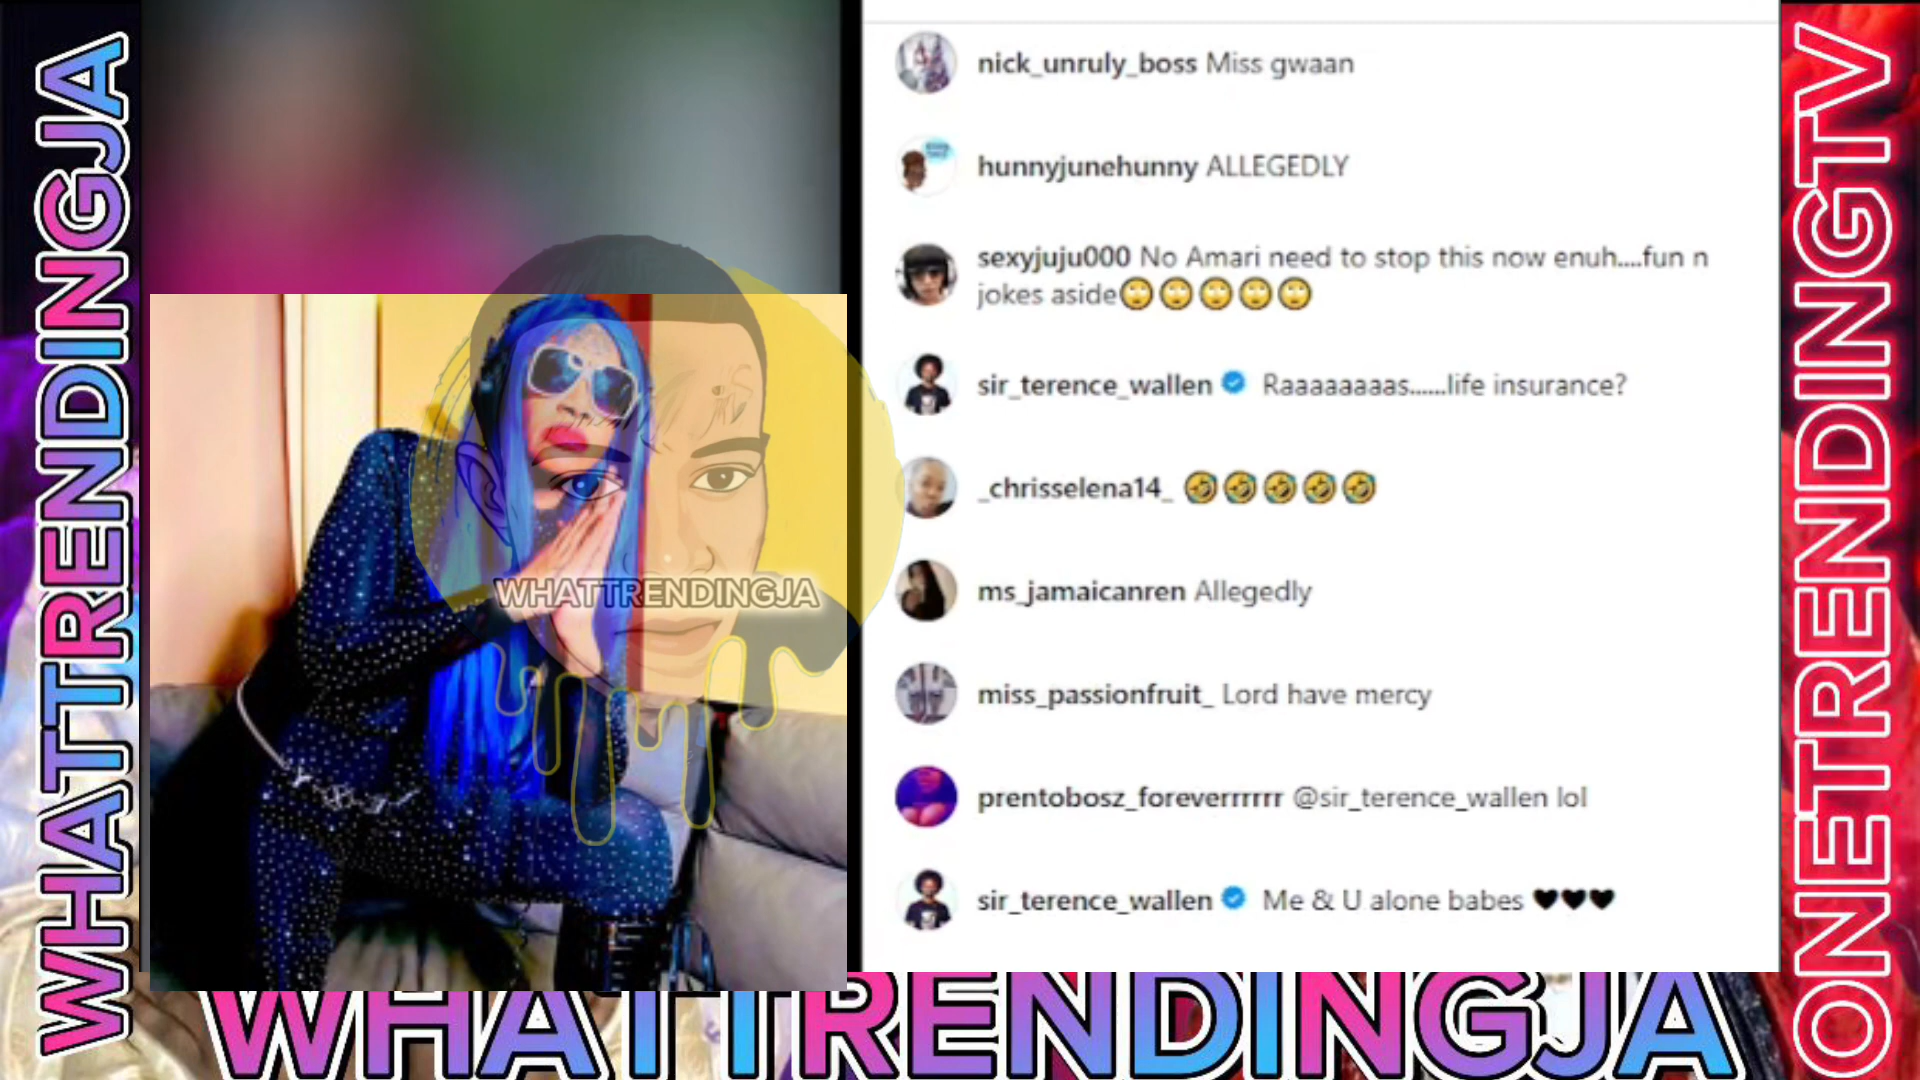 WHATTRENDINGJA
nick_unruly_boss Miss gwaan
hunnyjunehunny ALLEGEDLY
sexyjuju000 No Amari need to stop this now enuh....fun n
jokes aside🙄🙄🙄🙄🙄
sir_terence_wallen Raaaaaaaas......life insurance?
_chrisselena14_ 🤣🤣🤣🤣🤣
ms_jamaicanren Allegedly
miss_passionfruit_ Lord have mercy
prentobosz_foreverrrrrr @sir_terence_wallen lol
sir_terence_wallen Me & U alone babes 🖤🖤🖤
WHATTRENDINGJA
WHATTRENDINGJA
ONETRENDINGTV